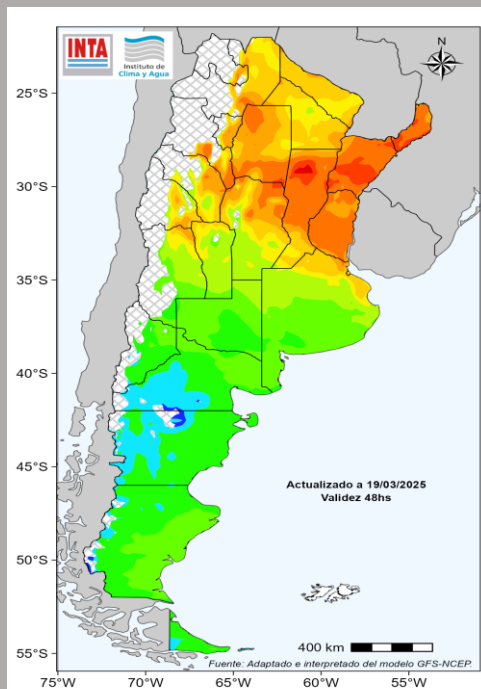 INTA
Instituto de
Clima y Agua
N
25°S
30°S
35°S
40°S
45°S
50°S
55°S
Actualizado a 19/03/2025
Validez 48hs
400 km
Fuente: Adaptado e interpretado del modelo GFS-NCEP.
75°W
70°W
65°W
60°W
55°W